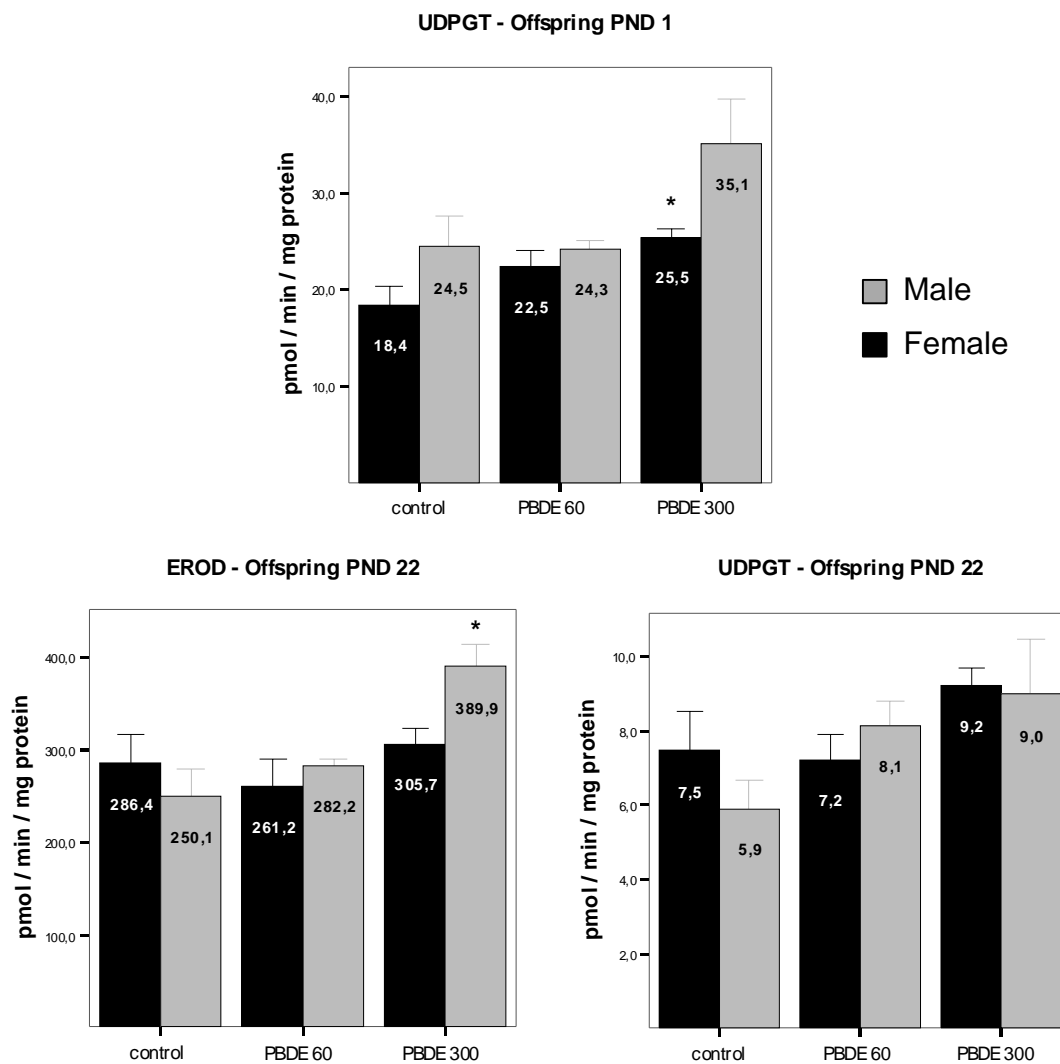 UDPGT - Offspring PND 1
pmol / min / mg protein
40,0
30,0
20,0
10,0
18,4
24,5
22,5
24,3
*
25,5
35,1
control
PBDE 60
PBDE 300
Male
Female
EROD - Offspring PND 22
pmol / min / mg protein
400,0
300,0
200,0
100,0
286,4
250,1
261,2
282,2
305,7
*
389,9
control
PBDE 60
PBDE 300
UDPGT - Offspring PND 22
pmol / min / mg protein
10,0
8,0
6,0
4,0
2,0
7,5
5,9
7,2
8,1
9,2
9,0
control
PBDE 60
PBDE 300